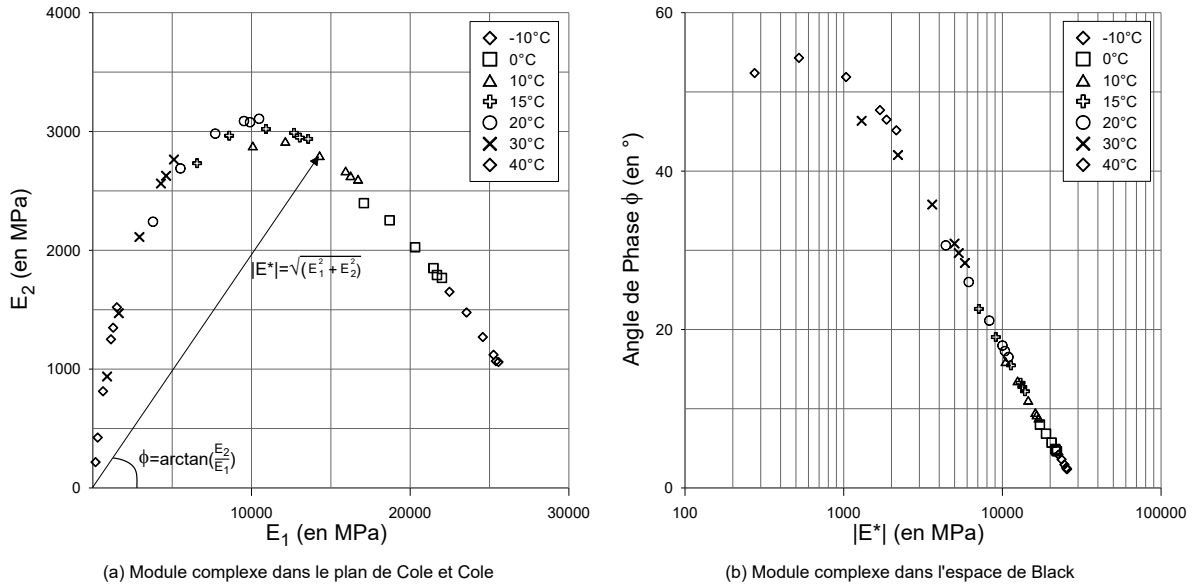 4000
3000
2000
1000
0
E₂ (en MPa)
10000
20000
30000
E₁ (en MPa)
-10°C
0°C
10°C
15°C
20°C
30°C
40°C
|E*|=√(E₁²+E₂²)
ϕ=arctan(E₂/E₁)
(a) Module complexe dans le plan de Cole et Cole
60
40
20
0
Angle de Phase ϕ (en °)
100
1000
10000
100000
|E*| (en MPa)
-10°C
0°C
10°C
15°C
20°C
30°C
40°C
(b) Module complexe dans l'espace de Black